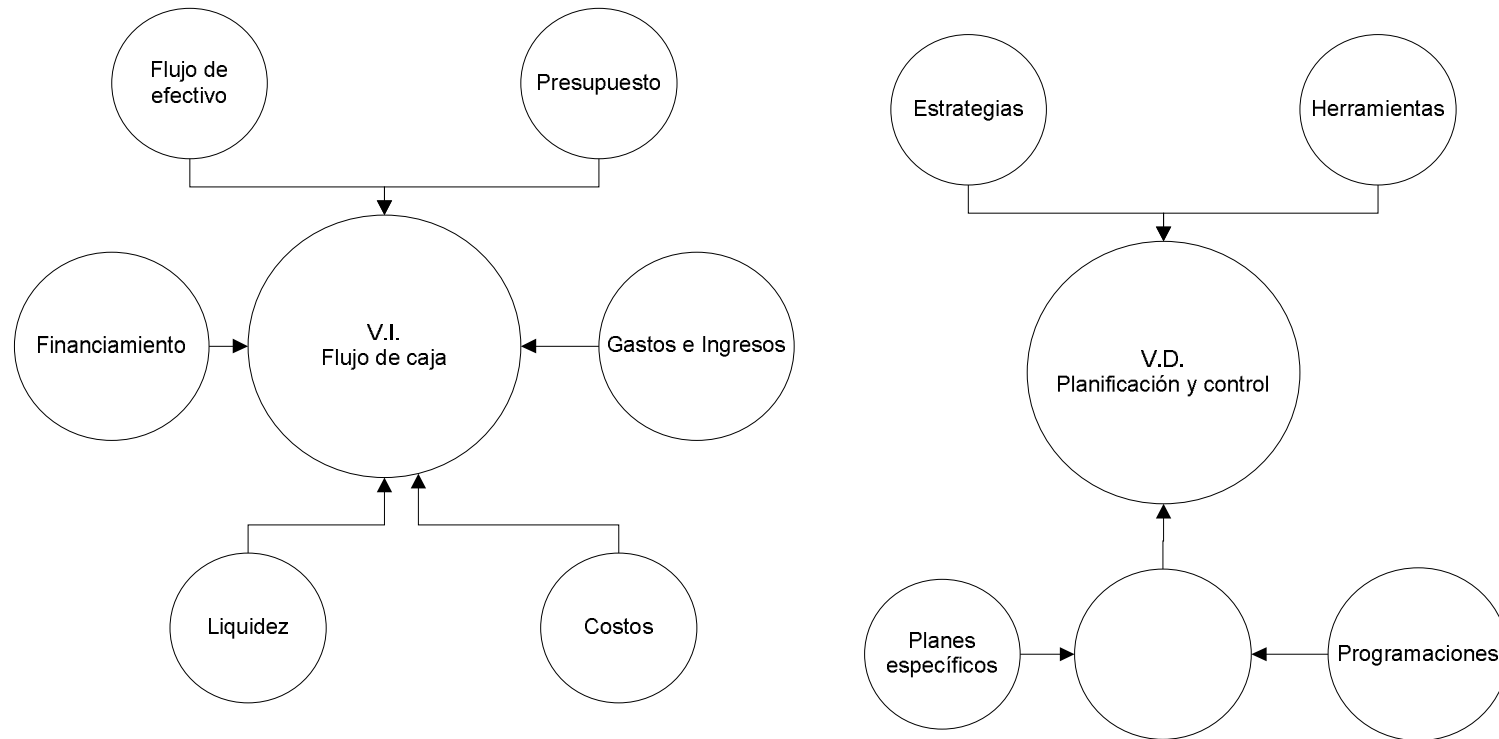 Flujo de
efectivo
Presupuesto
Financiamiento
V.I.
Flujo de caja
Gastos e Ingresos
Liquidez
Costos
Estrategias
Herramientas
V.D.
Planificación y control
Planes
específicos
Programaciones